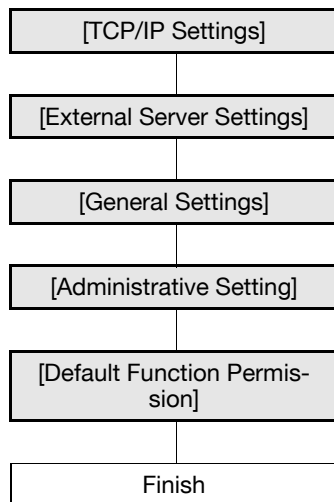 [TCP/IP Settings]
[External Server Settings]
[General Settings]
[Administrative Setting]
[Default Function Permis-
sion]
Finish